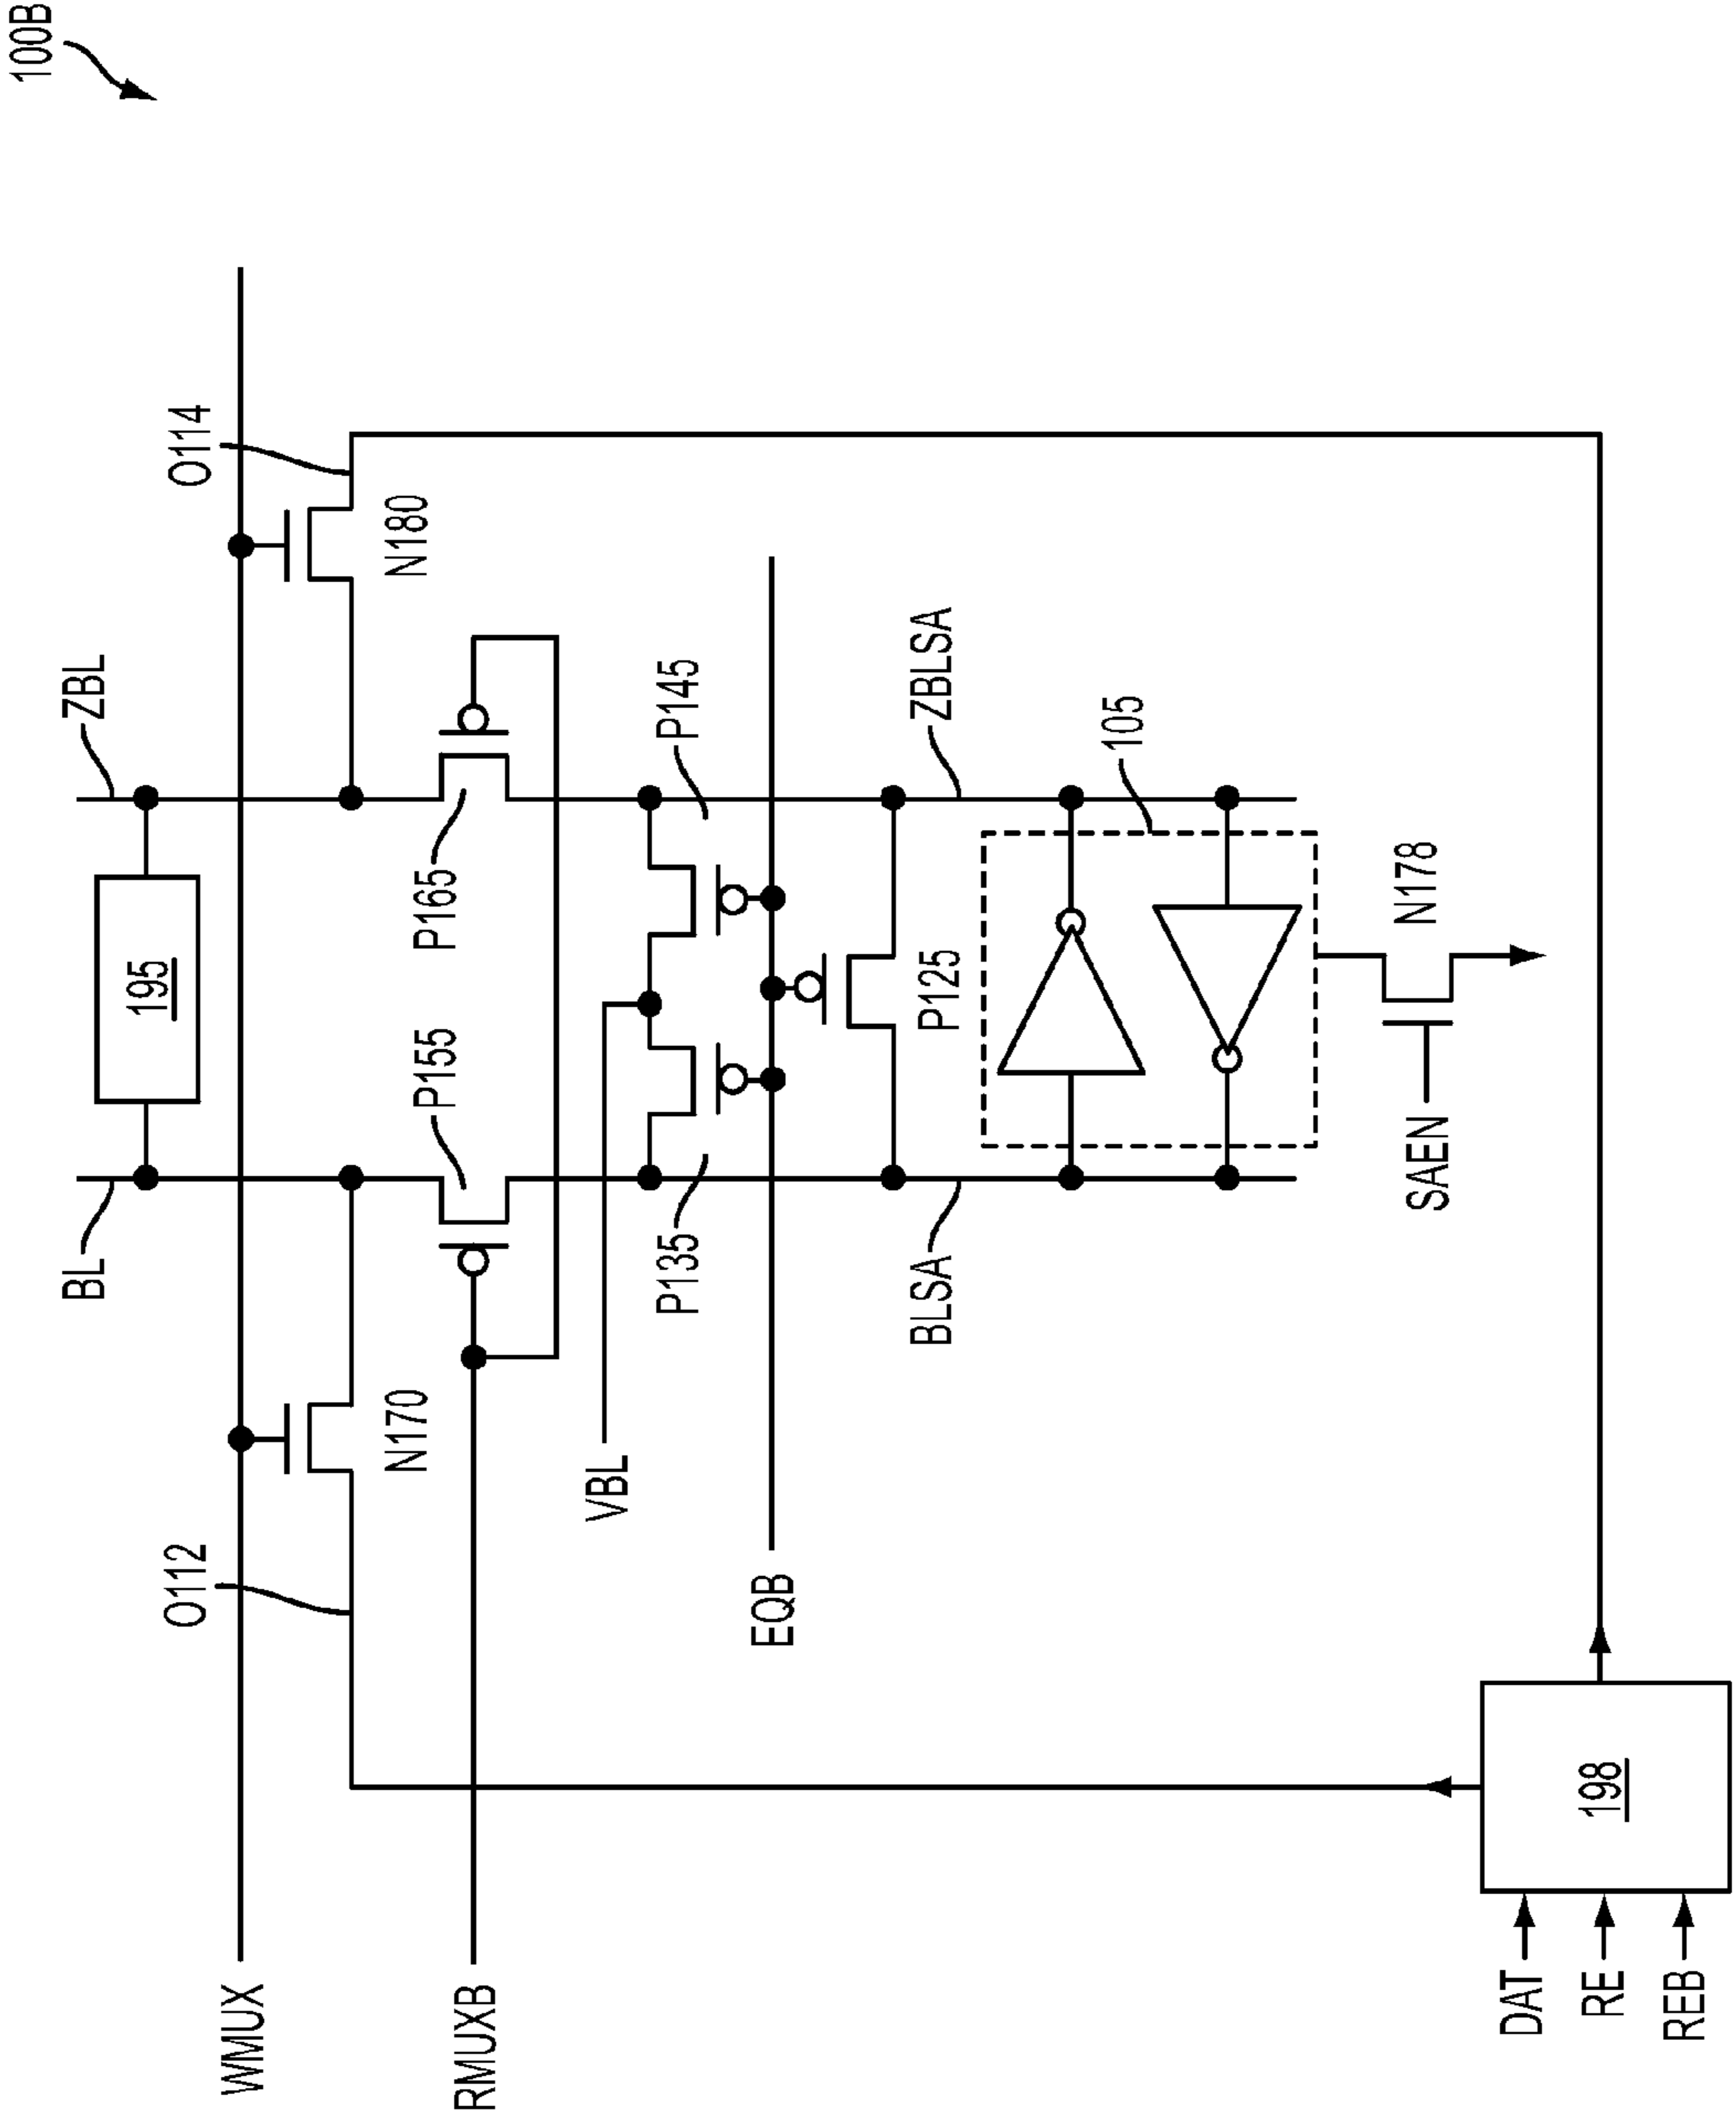 100B
BL
ZBL
195
WMUX
O112
O114
N170
N180
RMUXB
P155
P165
VBL
P135
P145
EQB
P125
BLSA
ZBLSA
105
SAEN
N178
DAT
RE
REB
198